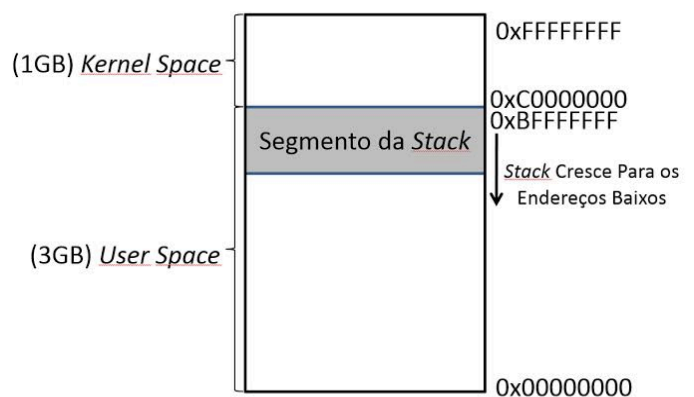 0xFFFFFFFF
(1GB) Kernel Space
0xC0000000
0xBFFFFFFF
Segmento da Stack
Stack Cresce Para os
Endereços Baixos
(3GB) User Space
0x00000000